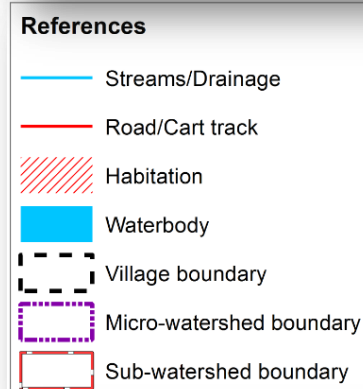 References
Streams/Drainage
Road/Cart track
Habitation
Waterbody
Village boundary
Micro-watershed boundary
Sub-watershed boundary